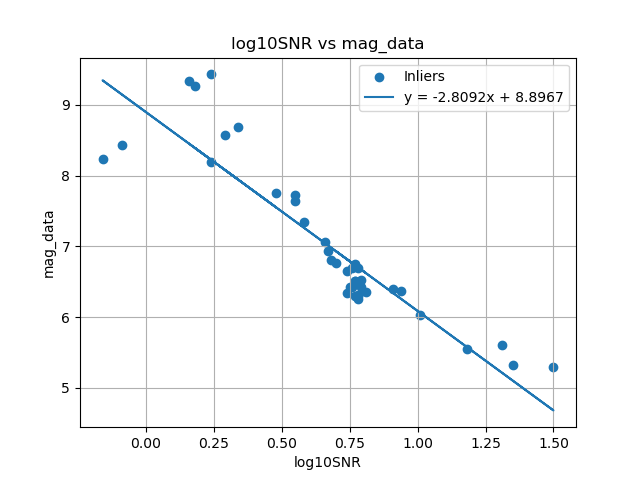 log10SNR vs mag_data
Inliers
y = -2.8092x + 8.8967
mag_data
9
8
7
6
5
0.00 0.25 0.50 0.75 1.00 1.25 1.50
log10SNR